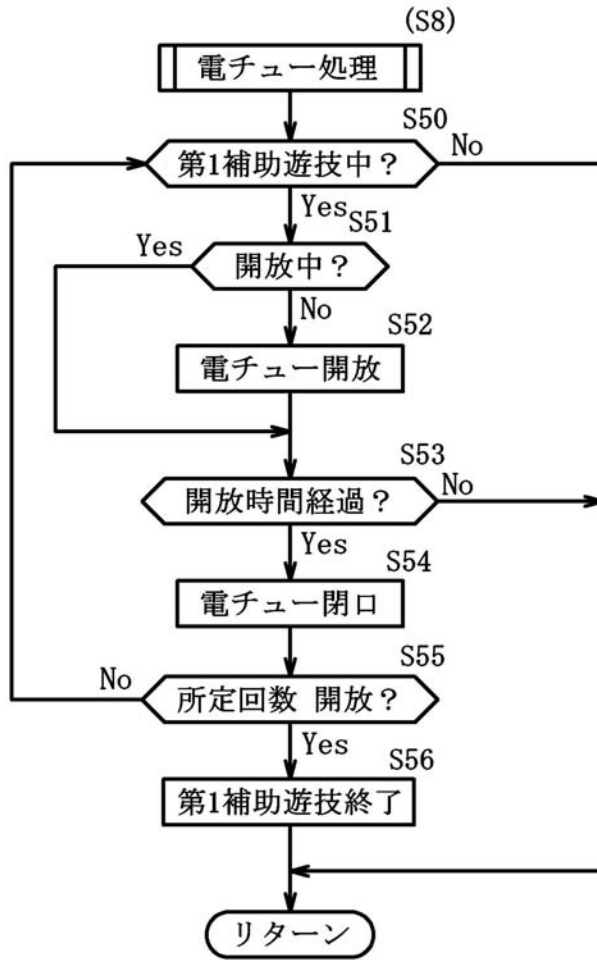 (S8)
電チュー処理
S50
第1補助遊技中？
No
Yes
S51
Yes
開放中？
No
S52
電チュー開放
S53
開放時間経過？
No
Yes
S54
電チュー閉口
S55
No
所定回数 開放？
Yes
S56
第1補助遊技終了
リターン